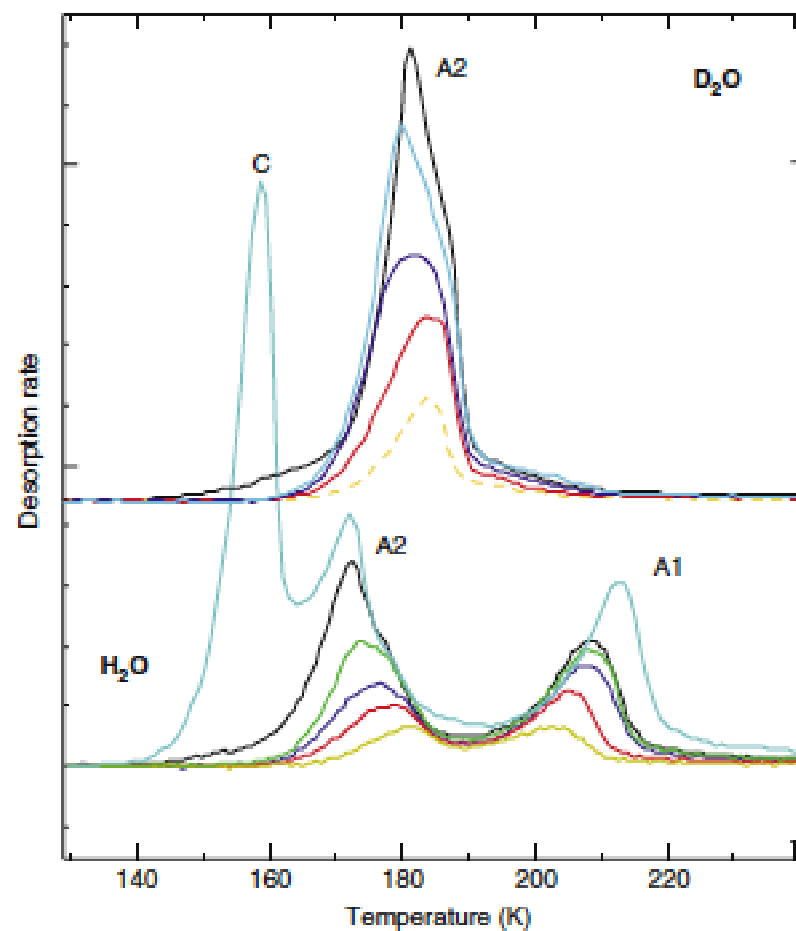 A2
D₂O
C
Desorption rate
A2
A1
H₂O
140 160 180 200 220
Temperature (K)